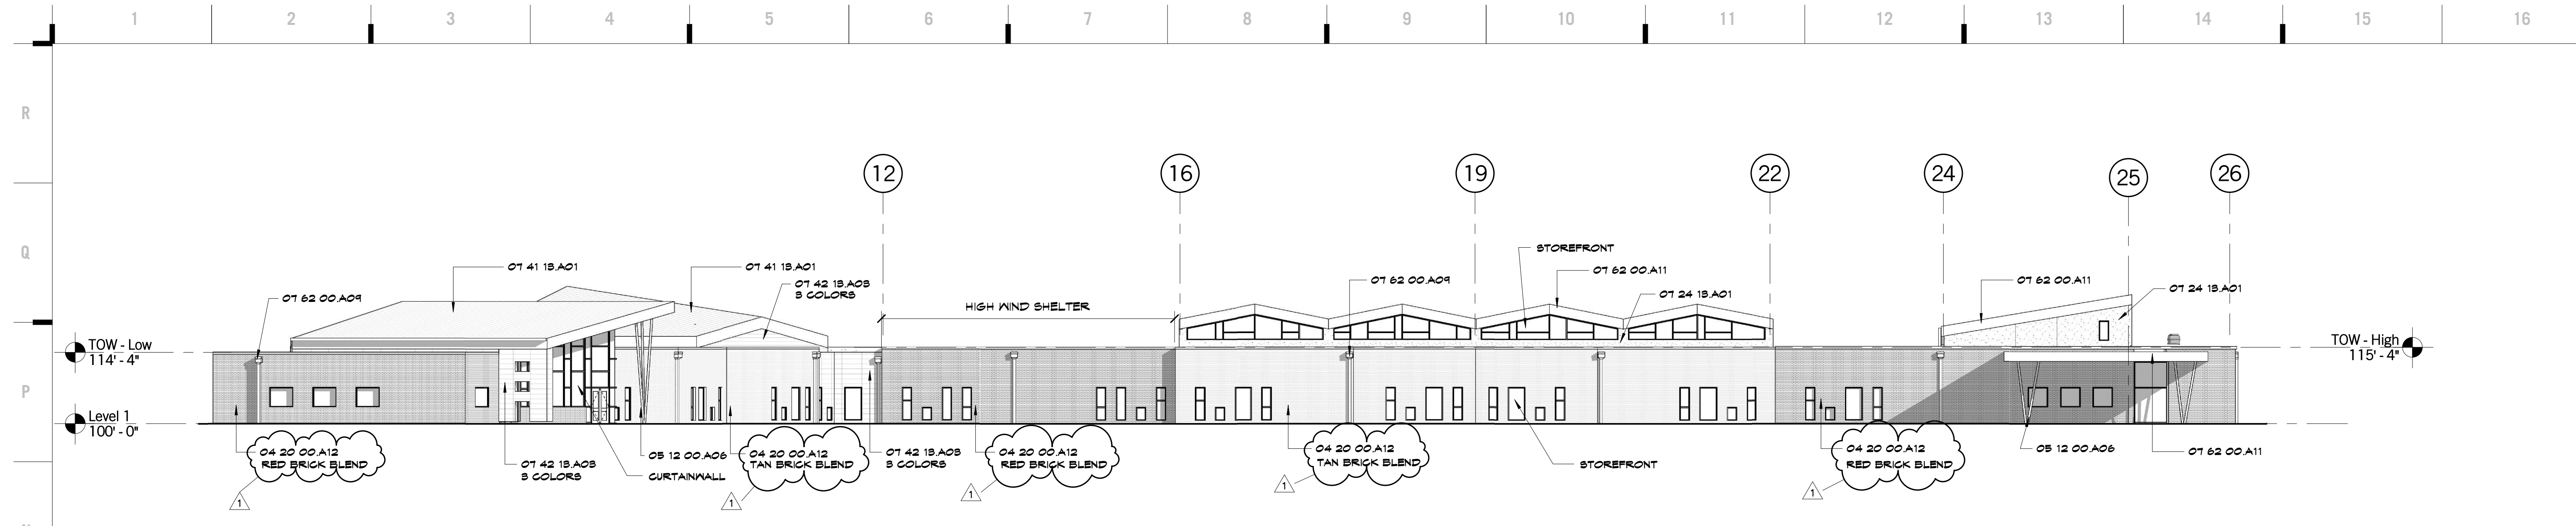 1 2 3 4 5 6 7 8 9 10 11 12 13 14 15 16
R
12 16 19 22 24 25 26
Q
STOREFRONT
07 41 13.A01
07 41 13.A01
07 62 00.A11
07 42 13.A03
3 COLORS
07 62 00.A09
07 62 00.A11
07 62 00.A09
07 24 13.A01
07 24 13.A01
HIGH WIND SHELTER
TOW - Low
114' - 4"
TOW - High
115' - 4"
P
Level 1
100' - 0"
04 20 00.A12
RED BRICK BLEND
1
07 42 13.A03
3 COLORS
CURTAINWALL
05 12 00.A06
04 20 00.A12
TAN BRICK BLEND
1
07 42 13.A03
3 COLORS
04 20 00.A12
RED BRICK BLEND
1
04 20 00.A12
TAN BRICK BLEND
1
STOREFRONT
04 20 00.A12
RED BRICK BLEND
1
05 12 00.A06
07 62 00.A11